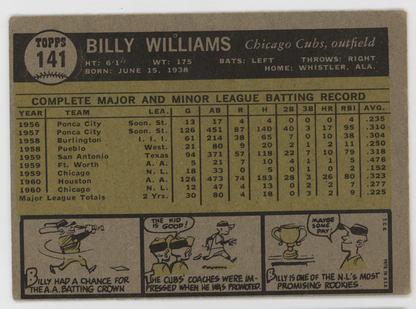 TOPPS
141
BILLY WILLIAMS Chicago Cubs, outfield
HT: 6'1" WT: 175 BATS: LEFT THROWS: RIGHT
BORN: JUNE 15, 1938 HOME: WHISTLER, ALA.
COMPLETE MAJOR AND MINOR LEAGUE BATTING RECORD
YEAR TEAM LEA. G AB R H 2B 3B HR RBI AVG.
1956 Ponca City Soon. St. 13 17 4 4 0 0 0 4 .235
1957 Ponca City Soon. St. 126 451 87 140 40 3 17 95 .310
1958 Burlington I. I. I. 61 214 38 65 7 0 10 38 .304
1958 Pueblo West. 21 80 9 20 2 1 2 11 .250
1959 San Antonio Texas 94 371 57 118 22 7 10 79 .318
1959 Ft. Worth A. A. 5 21 7 10 4 1 1 5 .476
1959 Chicago N. L. 18 33 0 5 0 1 0 2 .152
1960 Houston A. A. 126 473 74 153 28 3 26 80 .323
1960 Chicago N. L. 12 47 4 13 0 2 2 7 .277
Major League Totals 2 Yrs. 30 80 4 18 0 3 2 9 .225
BILLY HAD A CHANCE FOR
THE A.A. BATTING CROWN
THE KID
IS GOOD!
THE CUBS' COACHES WERE IM-
PRESSED WHEN HE WAS PROMOTED.
MAYBE
SOME
DAY
BILLY IS ONE OF THE N.L.'S MOST
PROMISING ROOKIES.